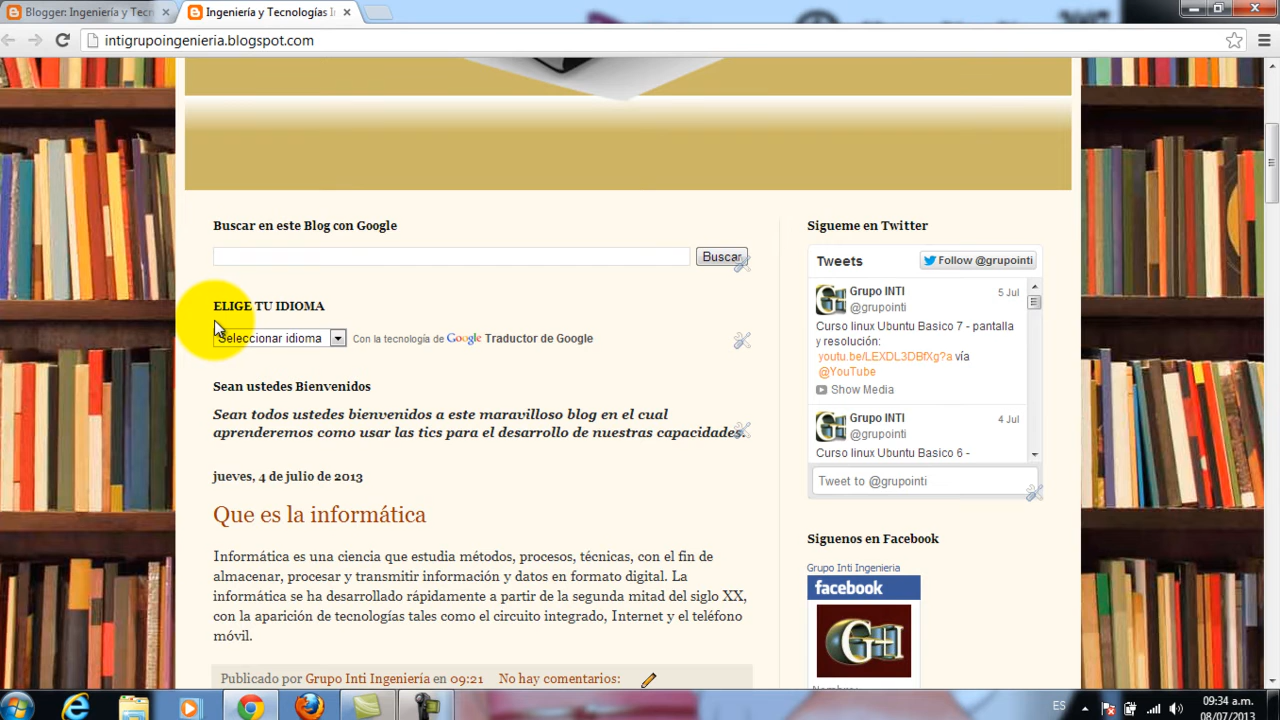 Blogger: Ingeniería y Tecn
Ingeniería y Tecnologías I
intigrupoingenieria.blogspot.com
Buscar en este Blog con Google
Buscar
ELIGE TU IDIOMA
Seleccionar idioma
Con la tecnología de Google Traductor de Google
Sean ustedes Bienvenidos
Sean todos ustedes bienvenidos a este maravilloso blog en el cual
aprenderemos como usar las tics para el desarrollo de nuestras capacidades.
jueves, 4 de julio de 2013
Que es la informática
Informática es una ciencia que estudia métodos, procesos, técnicas, con el fin de
almacenar, procesar y transmitir información y datos en formato digital. La
informática se ha desarrollado rápidamente a partir de la segunda mitad del siglo XX,
con la aparición de tecnologías tales como el circuito integrado, Internet y el teléfono
móvil.
Publicado por Grupo Inti Ingeniería en 09:21 No hay comentarios:
Sigueme en Twitter
Tweets
Follow @grupointi
Grupo INTI 5 Jul
@grupointi
Curso linux Ubuntu Basico 7 - pantalla
y resolución:
youtu.be/LEXDL3DBfXg?a vía
@YouTube
Show Media
Grupo INTI 4 Jul
@grupointi
Curso linux Ubuntu Basico 6 -
Tweet to @grupointi
Siguenos en Facebook
Grupo Inti Ingenieria
facebook
G+I
ES
09:34 a.m.
08/07/2013